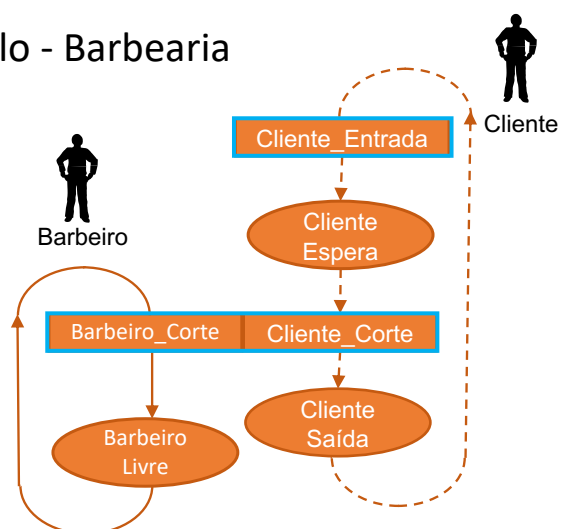 lo - Barbearia
Cliente
Cliente_Entrada
Barbeiro
Cliente
Espera
Barbeiro_Corte
Cliente_Corte
Cliente
Saída
Barbeiro
Livre